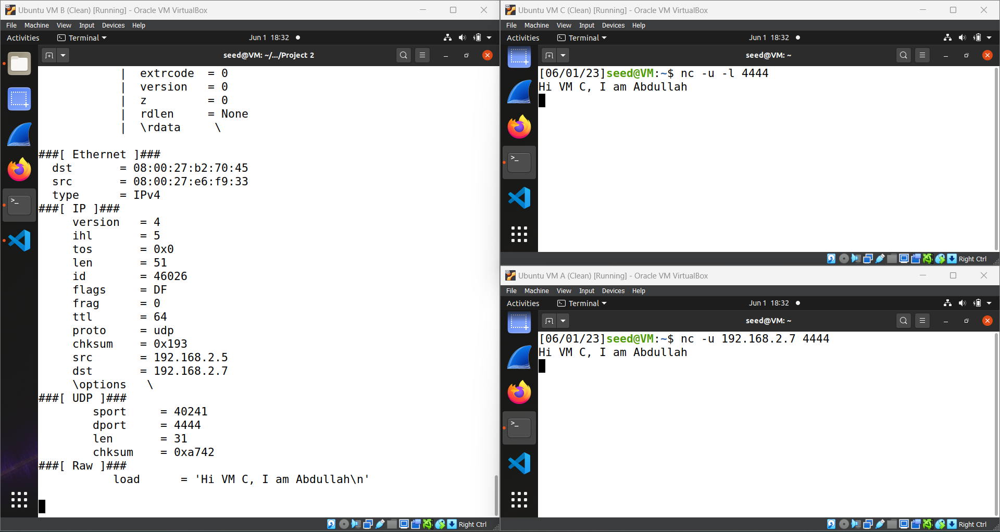 Ubuntu VM B (Clean) [Running] - Oracle VM VirtualBox
File Machine View Input Devices Help
Activities Terminal Jun 1 18:32
seed@VM: ~/.../Project 2
| extrcode = 0
| version = 0
| z = 0
| rdlen = None
| \rdata \
###[ Ethernet ]###
dst = 08:00:27:b2:70:45
src = 08:00:27:e6:f9:33
type = IPv4
###[ IP ]###
version = 4
ihl = 5
tos = 0x0
len = 51
id = 46026
flags = DF
frag = 0
ttl = 64
proto = udp
chksum = 0x193
src = 192.168.2.5
dst = 192.168.2.7
\options \
###[ UDP ]###
sport = 40241
dport = 4444
len = 31
chksum = 0xa742
###[ Raw ]###
load = 'Hi VM C, I am Abdullah\n'
Right Ctrl
Ubuntu VM C (Clean) [Running] - Oracle VM VirtualBox
File Machine View Input Devices Help
Activities Terminal Jun 1 18:32
seed@VM: ~
[06/01/23]seed@VM:~$ nc -u -l 4444
Hi VM C, I am Abdullah
Right Ctrl
Ubuntu VM A (Clean) [Running] - Oracle VM VirtualBox
File Machine View Input Devices Help
Activities Terminal Jun 1 18:32
seed@VM: ~
[06/01/23]seed@VM:~$ nc -u 192.168.2.7 4444
Hi VM C, I am Abdullah
Right Ctrl